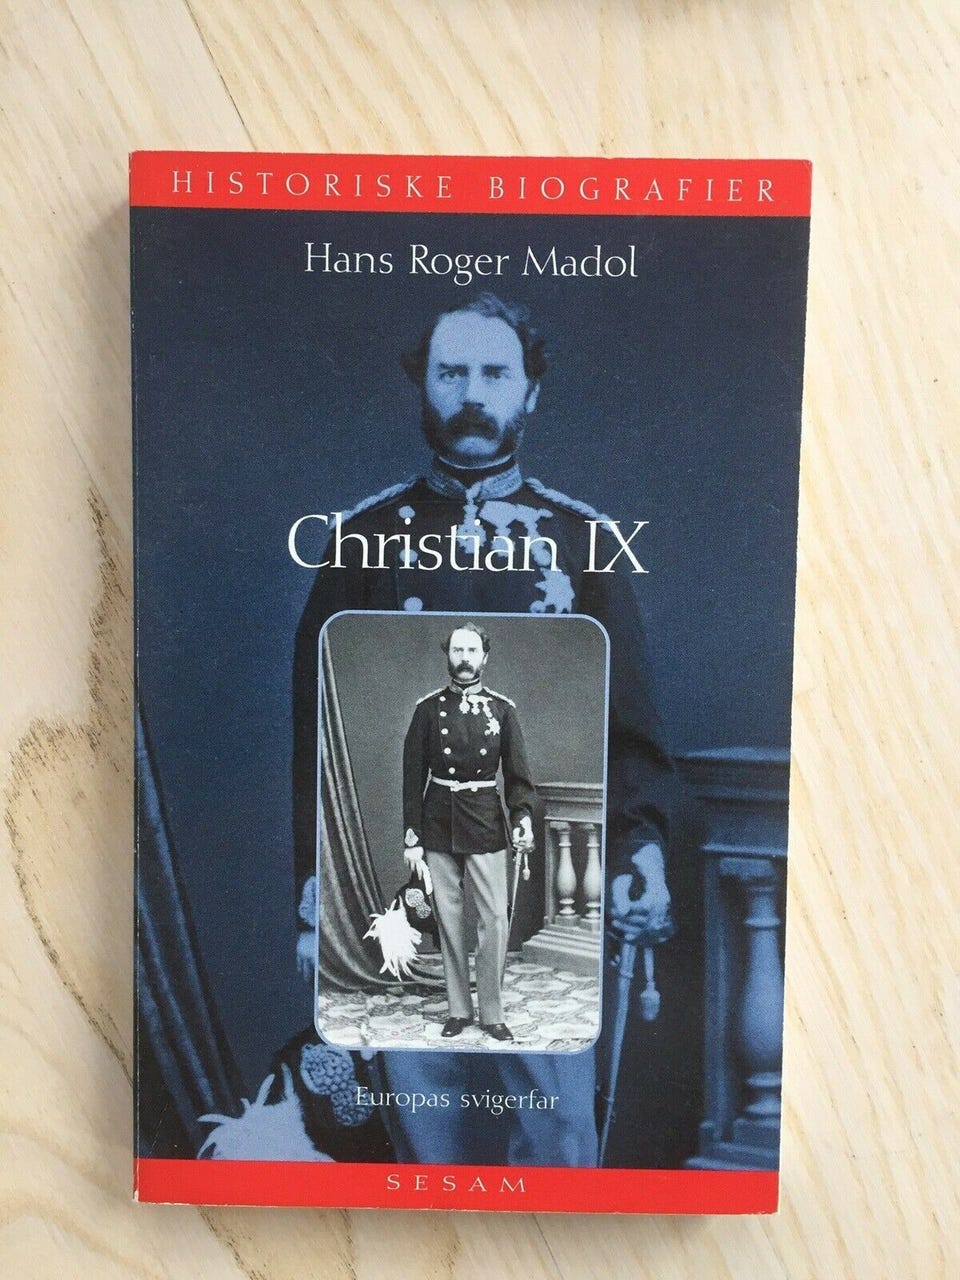 HISTORISKE BIOGRAFIER
Hans Roger Madol
Christian IX
Europas svigerfar
SESAM